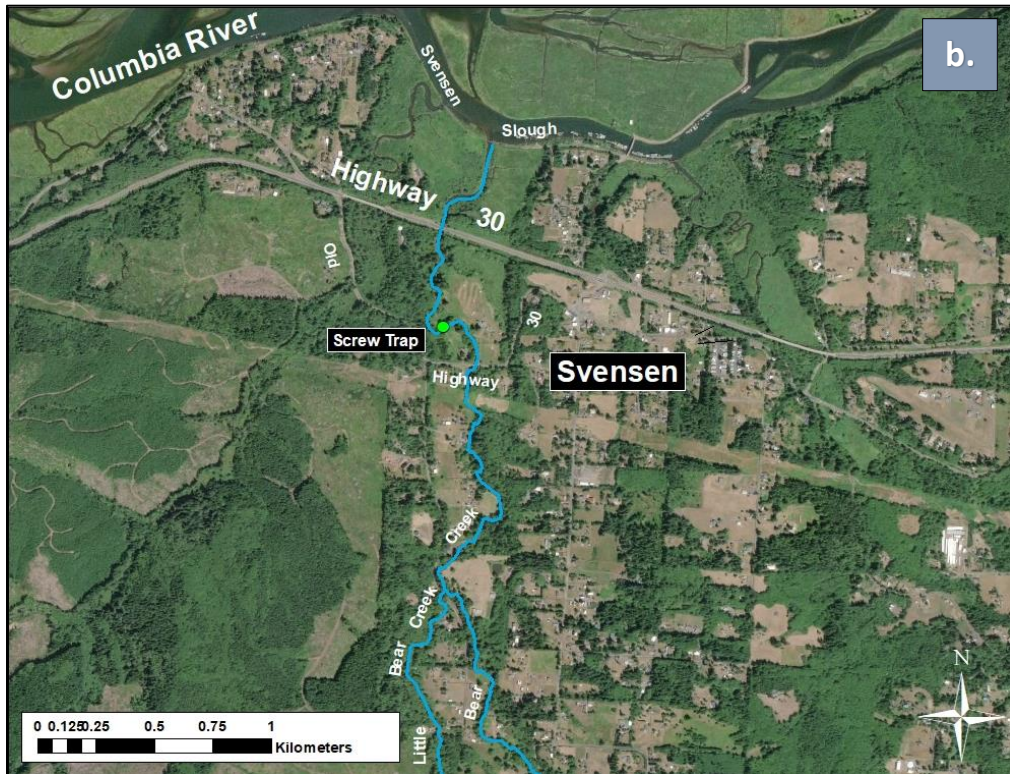 b.
Columbia River
Svensen
Slough
Highway
30
Old
30
Screw Trap
Highway
Svensen
Creek
Creek
Bear
Bear
Little
N
0 0.125 0.25 0.5 0.75 1
Kilometers